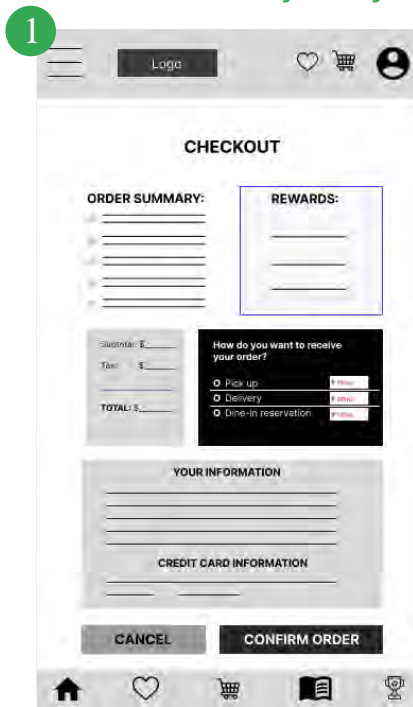 1
Logo
CHECKOUT
ORDER SUMMARY:
REWARDS:
Subtotal: $
Tax: $
TOTAL: $
How do you want to receive
your order?
Pick up
Delivery
Dine-in reservation
YOUR INFORMATION
CREDIT CARD INFORMATION
CANCEL
CONFIRM ORDER